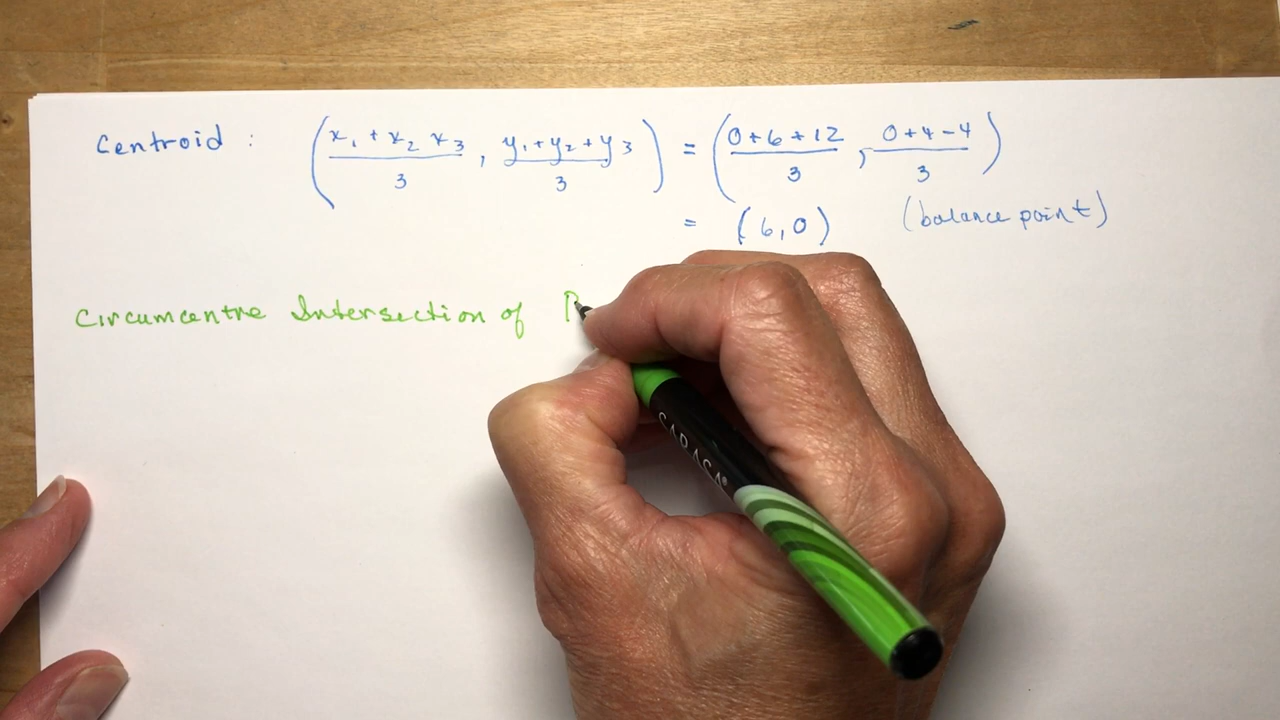 Centroid : (x₁ + x₂ x₃ / 3 , y₁ + y₂ + y₃ / 3) = (0 + 6 + 12 / 3 , 0 + 4 - 4 / 3)
= (6, 0) (balance point)
Circumcentre Intersection of P
CARASA®